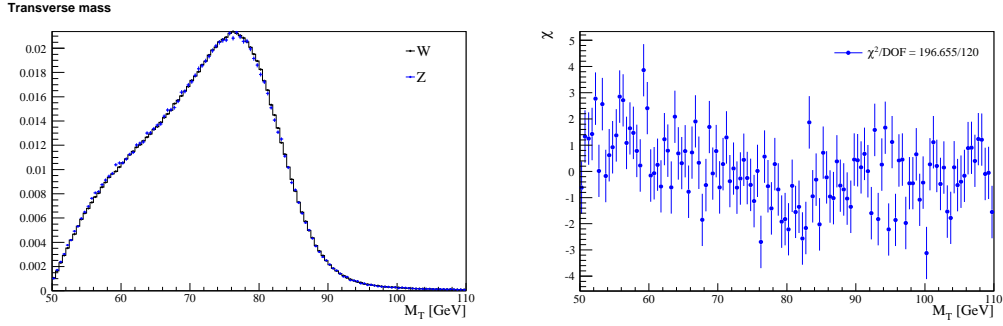 Transverse mass
0.02
0.018
0.016
0.014
0.012
0.01
0.008
0.006
0.004
0.002
0
W
Z
50 60 70 80 90 100 110
M_T [GeV]
χ
5
4
3
2
1
0
-1
-2
-3
-4
χ²/DOF = 196.655/120
50 60 70 80 90 100 110
M_T [GeV]